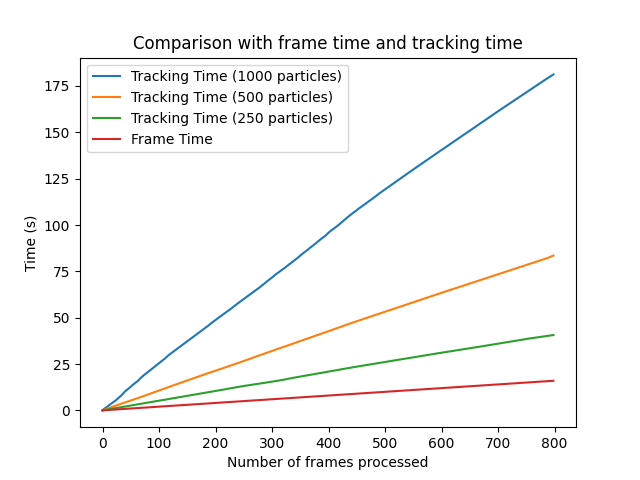 Comparison with frame time and tracking time
Tracking Time (1000 particles)
Tracking Time (500 particles)
Tracking Time (250 particles)
Frame Time
Time (s)
175
150
125
100
75
50
25
0
0 100 200 300 400 500 600 700 800
Number of frames processed